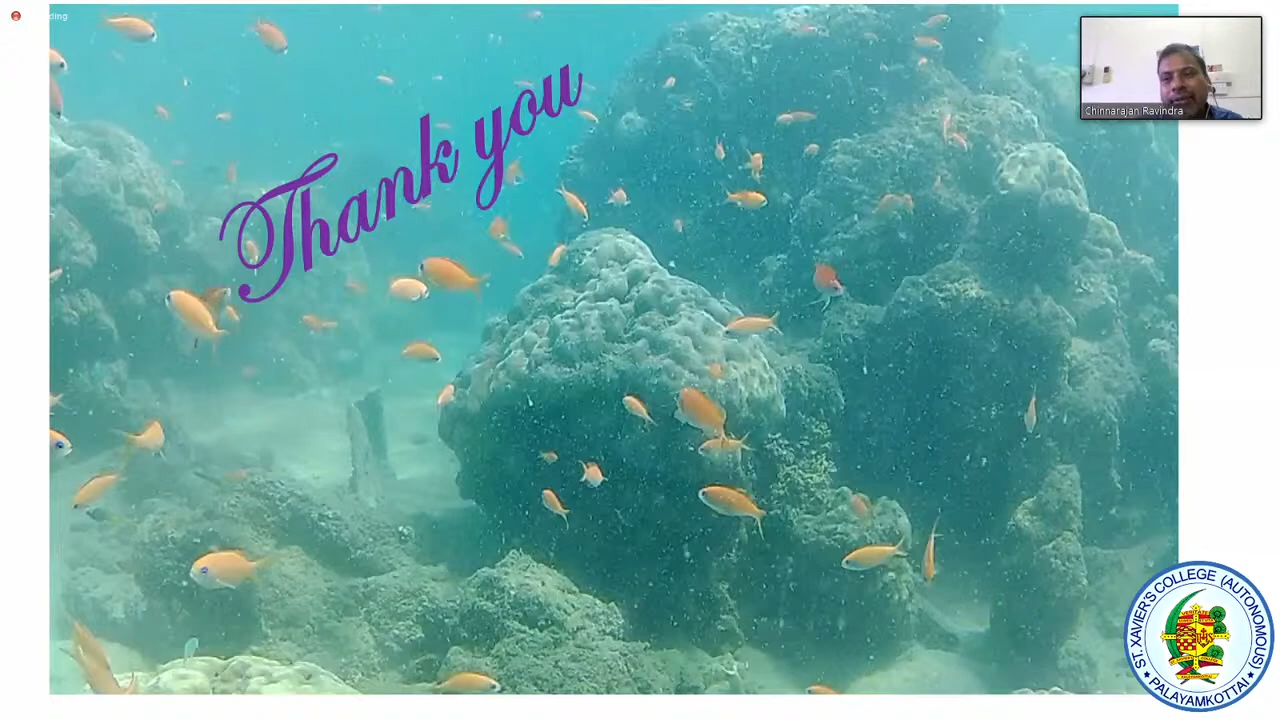 Thank you
Chinnarajan Ravindra
ST. XAVIER'S COLLEGE (AUTONOMOUS)
★ PALAYAMKOTTAI ★